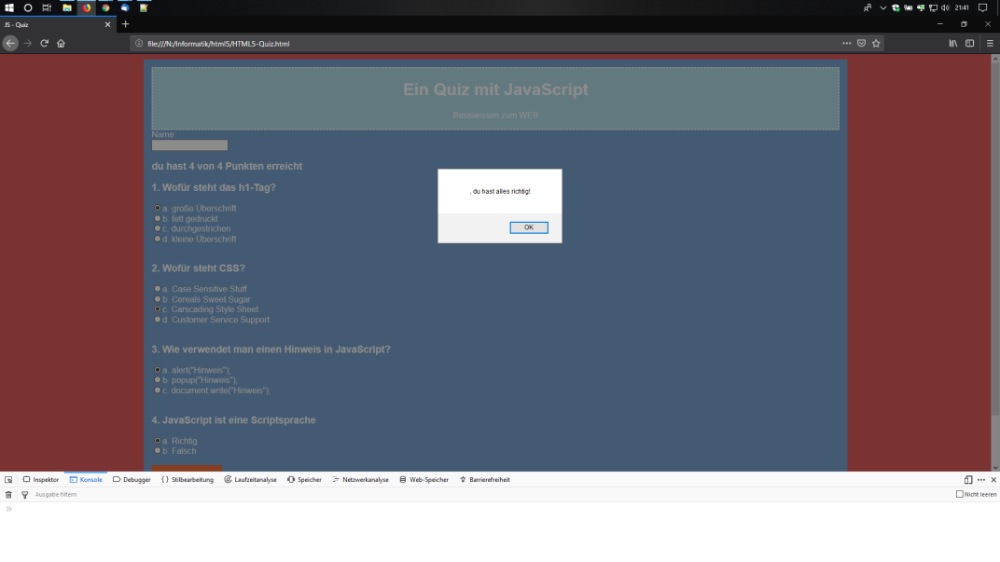 21:41
JS - Quiz
file:///N:/Informatik/html5/HTML5-Quiz.html
Ein Quiz mit JavaScript
Basiswissen zum WEB
Name:
du hast 4 von 4 Punkten erreicht
, du hast alles richtig!
OK
1. Wofür steht das h1-Tag?
a. große Überschrift
b. fett gedruckt
c. durchgestrichen
d. kleine Überschrift
2. Wofür steht CSS?
a. Case Sensitive Stuff
b. Cereals Sweet Sugar
c. Carscading Style Sheet
d. Customer Service Support
3. Wie verwendet man einen Hinweis in JavaScript?
a. alert("Hinweis");
b. popup("Hinweis");
c. document.write("Hinweis");
4. JavaScript ist eine Scriptsprache
a. Richtig
b. Falsch
Inspektor Konsole Debugger { } Stilbearbeitung Laufzeitanalyse Speicher Netzwerkanalyse Web-Speicher Barrierefreiheit
Ausgabe filtern Nicht leeren